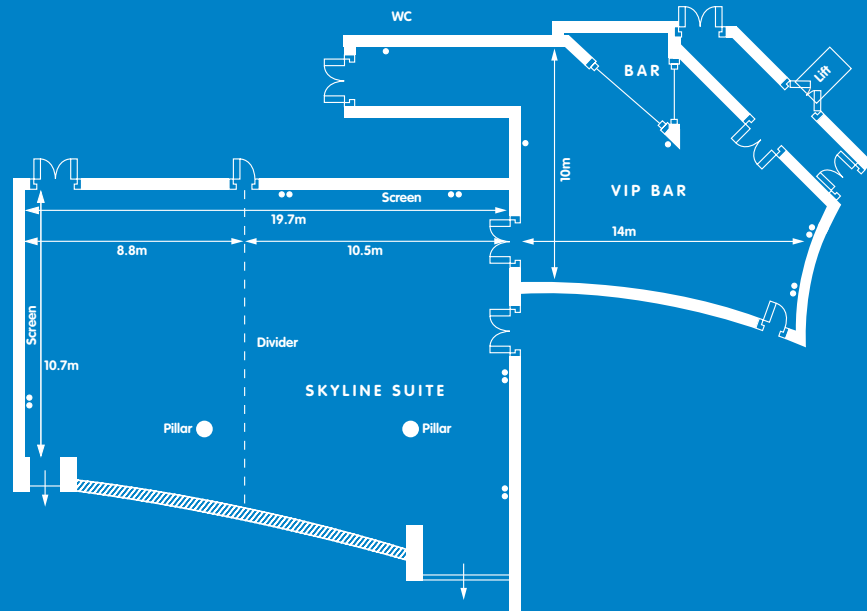 WC
BAR
Lift
10m
VIP BAR
Screen
19.7m
14m
8.8m
10.5m
Screen
Divider
10.7m
SKYLINE SUITE
Pillar
Pillar